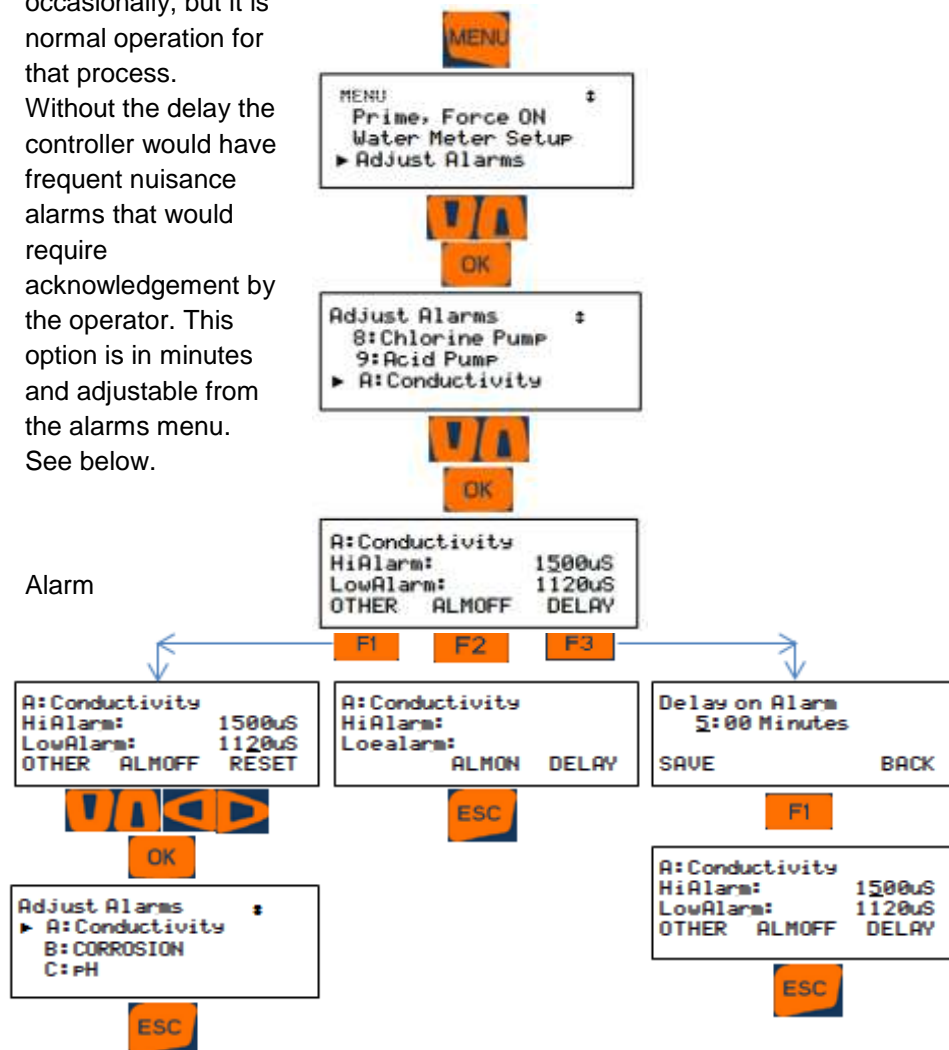 occasionally, but it is
normal operation for
that process.
Without the delay the
controller would have
frequent nuisance
alarms that would
require
acknowledgement by
the operator. This
option is in minutes
and adjustable from
the alarms menu.
See below.
Alarm
MENU
MENU
Prime, Force ON
Water Meter Setup
Adjust Alarms
OK
Adjust Alarms
8:Chlorine Pump
9:Acid Pump
A:Conductivity
OK
A:Conductivity
HiAlarm: 1500uS
LowAlarm: 1120uS
OTHER ALMOFF DELAY
F1 F2 F3
A:Conductivity
HiAlarm: 1500uS
LowAlarm: 1120uS
OTHER ALMOFF RESET
OK
Adjust Alarms
A:Conductivity
B:CORROSION
C:pH
ESC
A:Conductivity
HiAlarm:
Loealarm:
ALMON DELAY
ESC
Delay on Alarm
5:00 Minutes
SAVE BACK
F1
A:Conductivity
HiAlarm: 1500uS
LowAlarm: 1120uS
OTHER ALMOFF DELAY
ESC